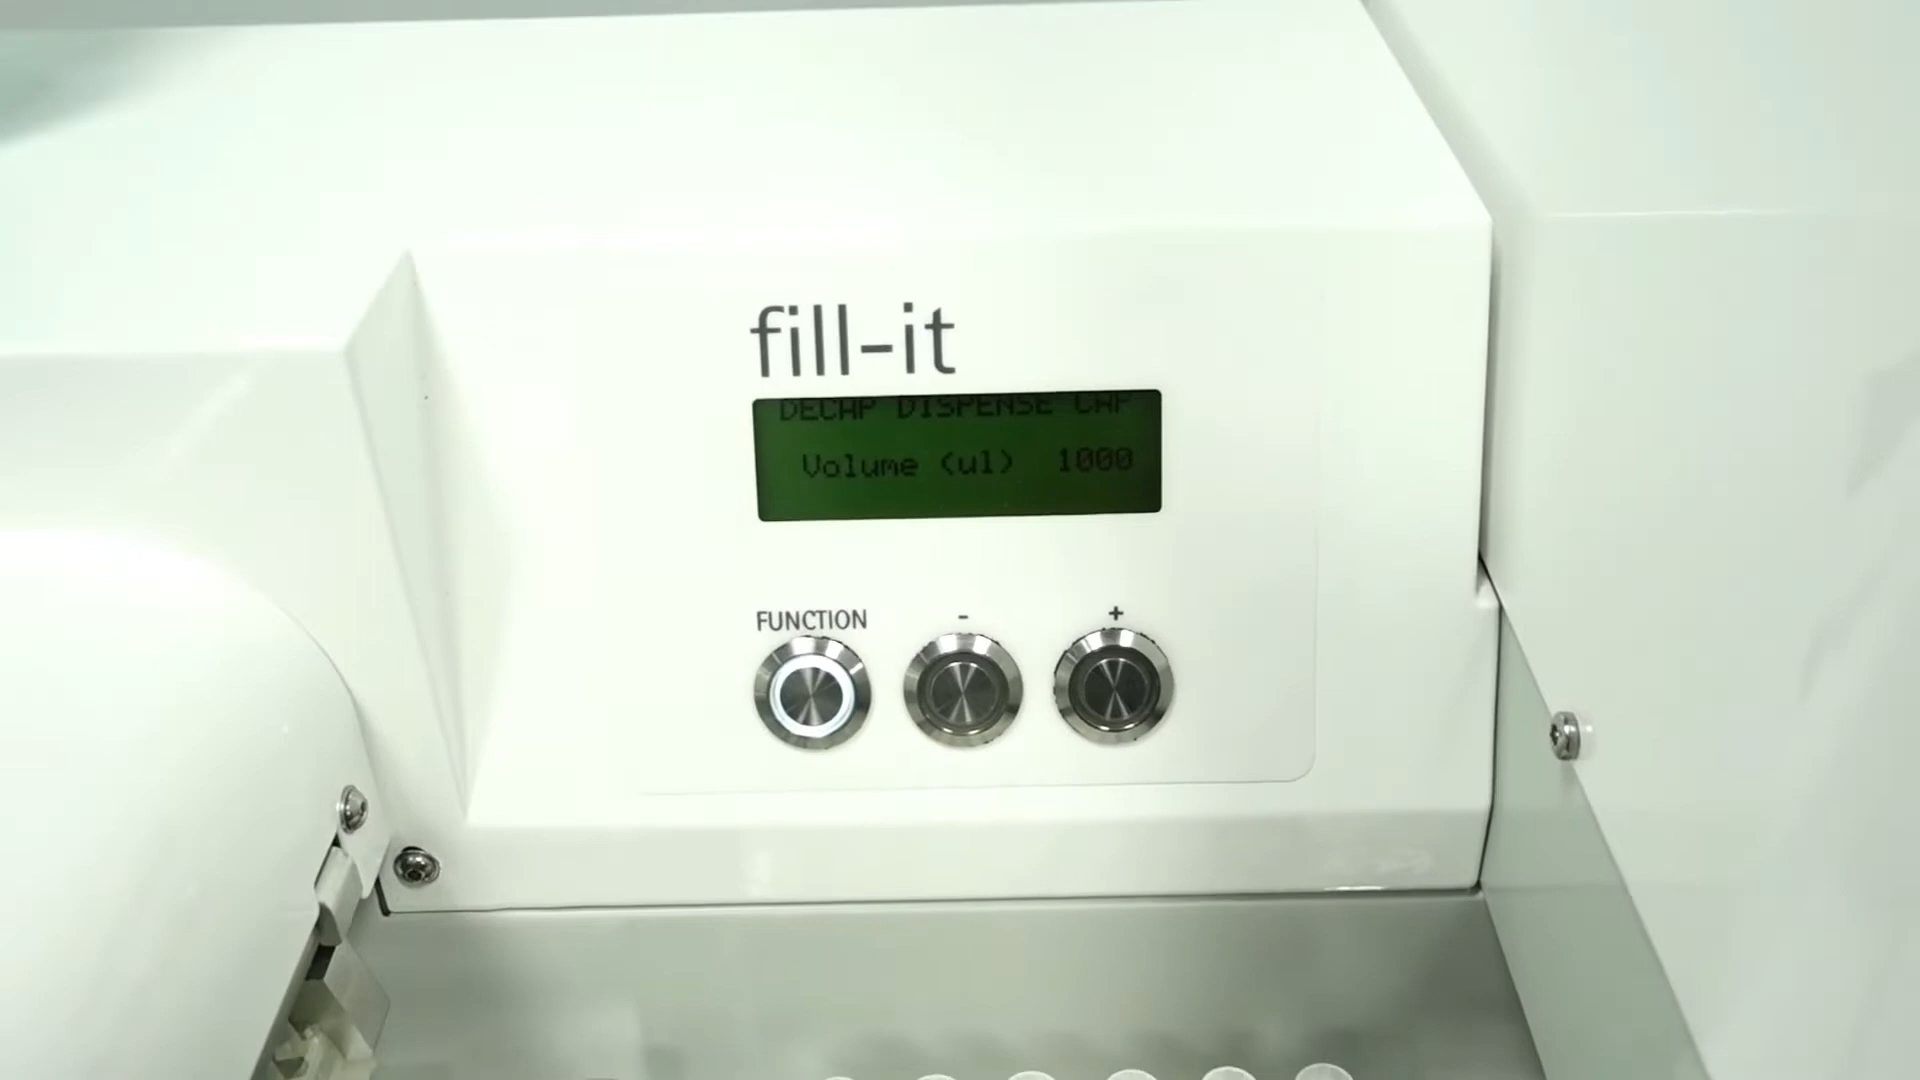 fill-it
DECAP DISPENSE CAP
Volume (ul) 1000
FUNCTION - +